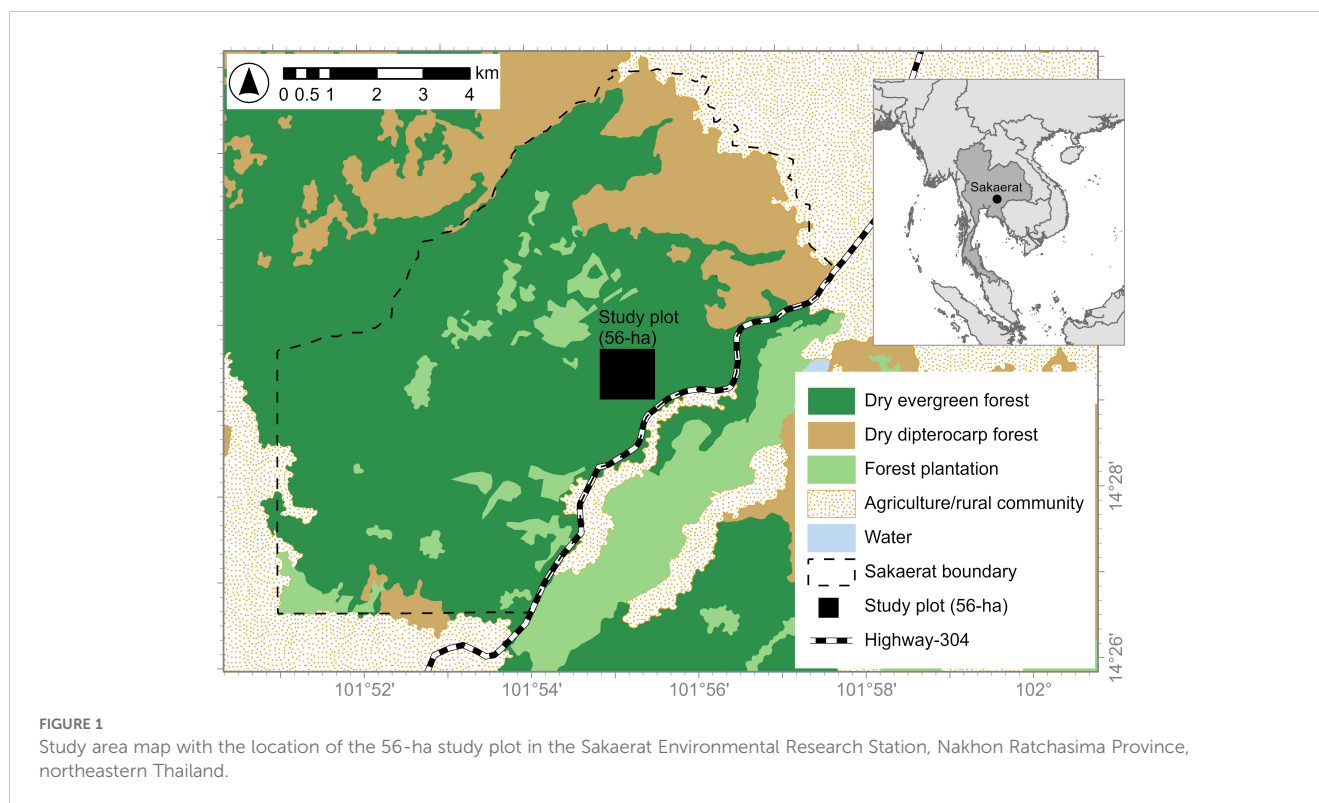 km
0 0.5 1 2 3 4
Sakaerat
Study plot
(56-ha)
Dry evergreen forest
Dry dipterocarp forest
Forest plantation
Agriculture/rural community
Water
Sakaerat boundary
Study plot (56-ha)
Highway-304
14°28'
14°26'
101°52' 101°54' 101°56' 101°58' 102°
FIGURE 1
Study area map with the location of the 56-ha study plot in the Sakaerat Environmental Research Station, Nakhon Ratchasima Province,
northeastern Thailand.